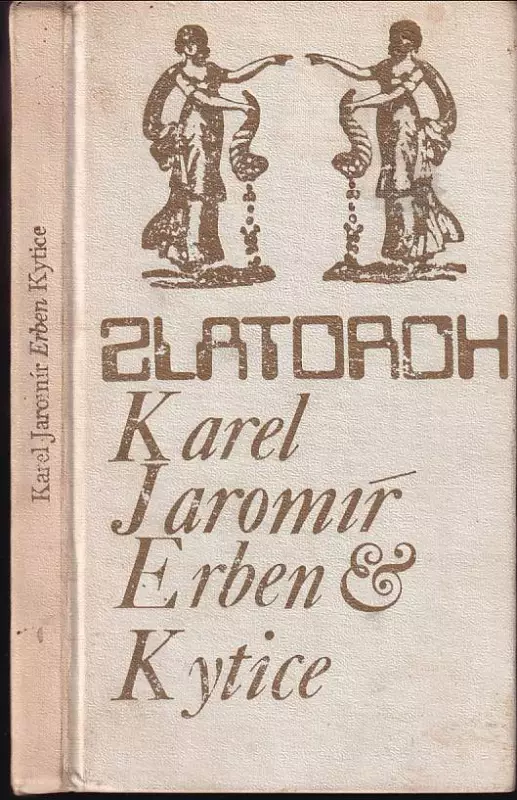 Karel Jaromír Erben Kytice
ZLATOROH
Karel
Jaromír
Erben &
Kytice